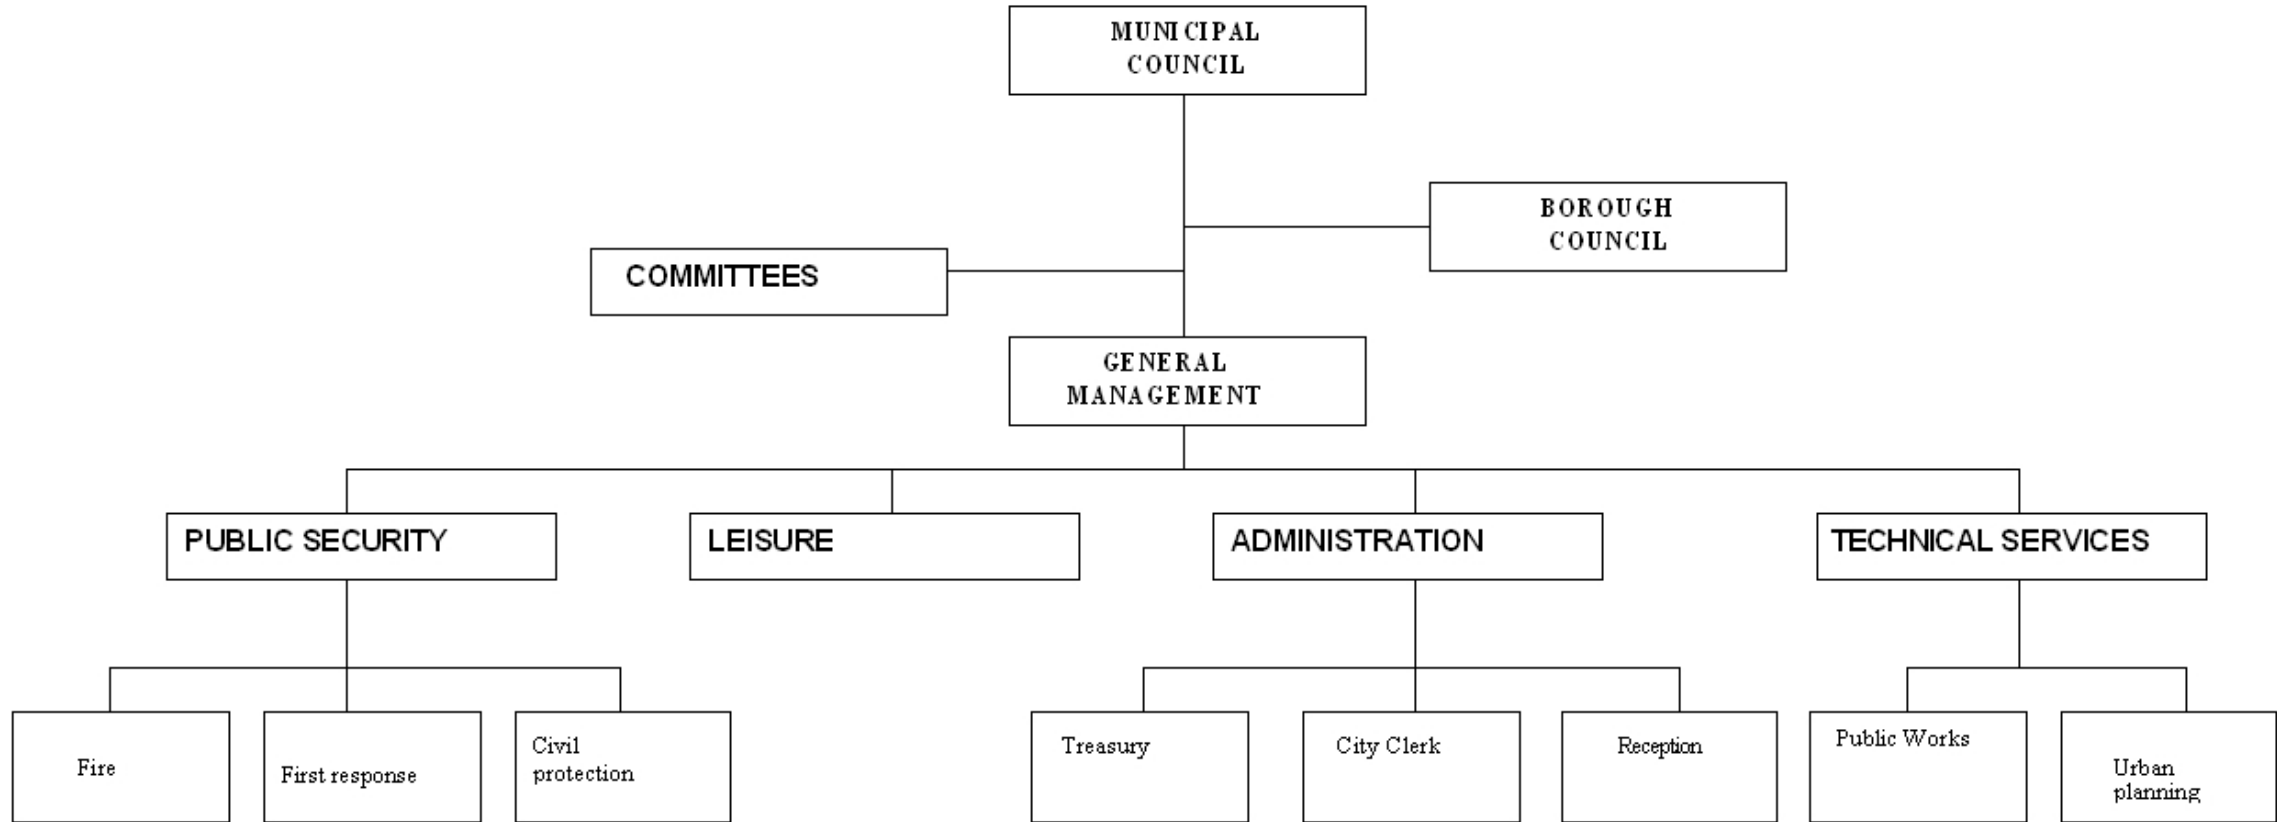 MUNICIPAL
COUNCIL
BOROUGH
COUNCIL
COMMITTEES
GENERAL
MANAGEMENT
PUBLIC SECURITY
LEISURE
ADMINISTRATION
TECHNICAL SERVICES
Fire
First response
Civil
protection
Treasury
City Clerk
Reception
Public Works
Urban
planning